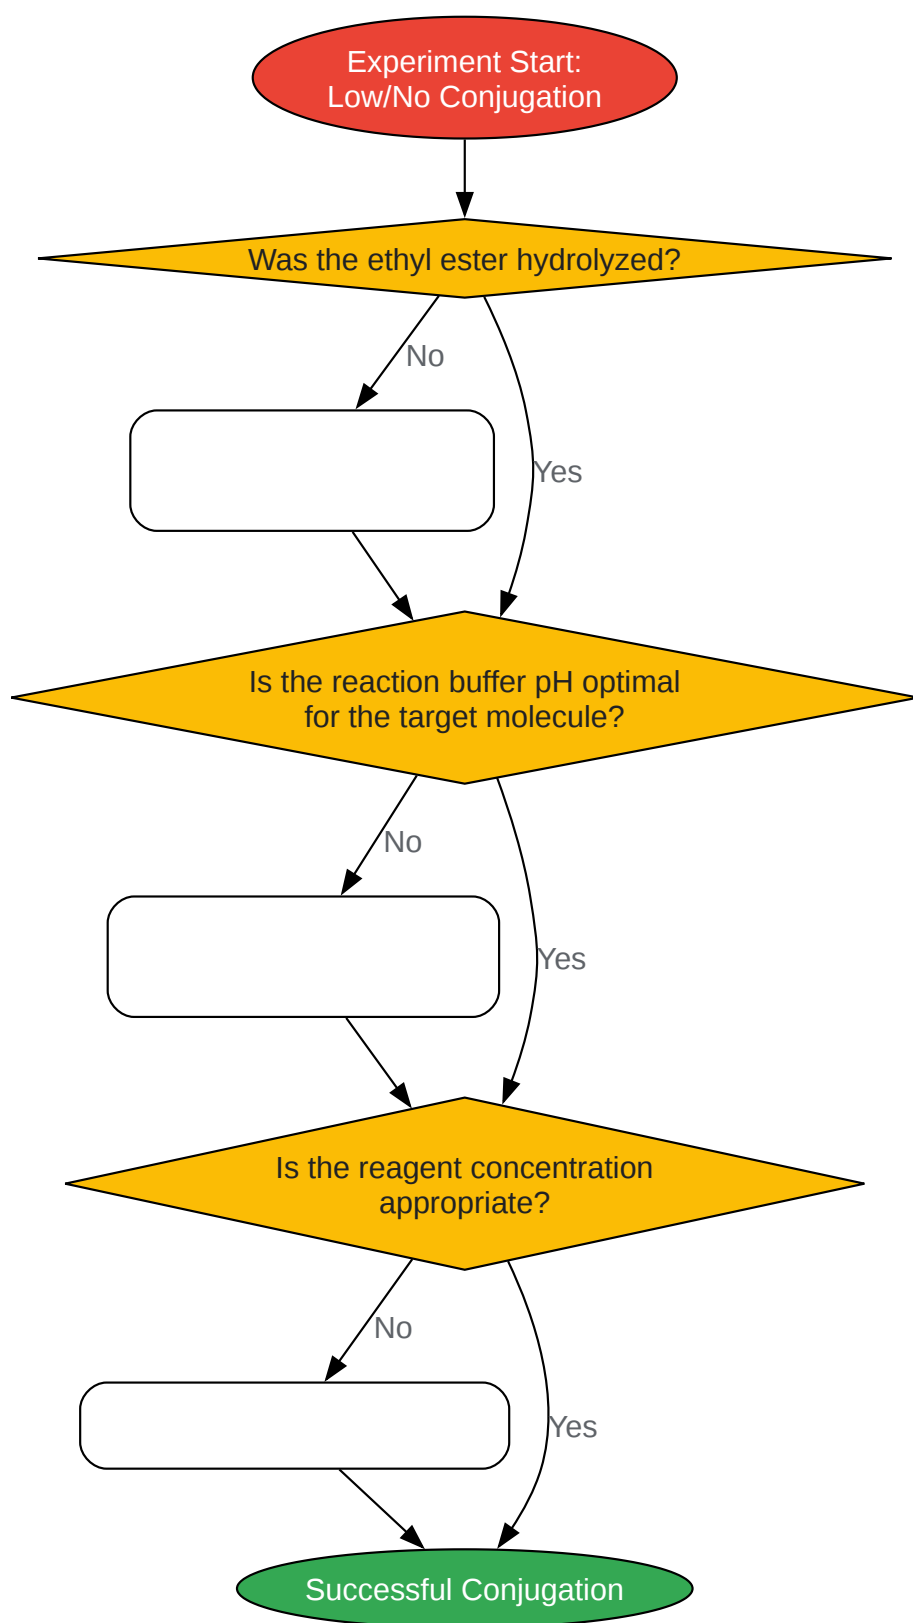 Experiment Start:
Low/No Conjugation
Was the ethyl ester hydrolyzed?
No
Yes
Is the reaction buffer pH optimal
for the target molecule?
No
Yes
Is the reagent concentration
appropriate?
No
Yes
Successful Conjugation